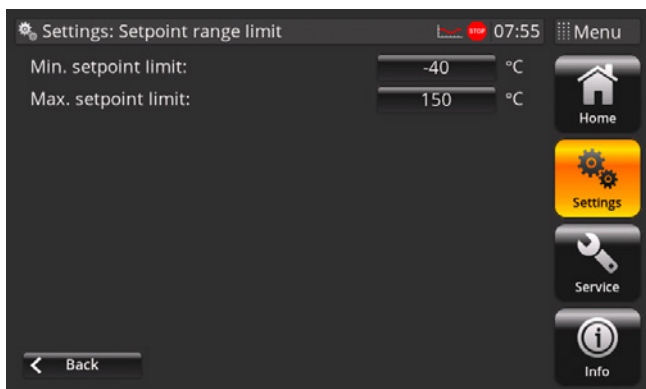 Settings: Setpoint range limit STOP 07:55 Menu
Min. setpoint limit: -40 °C
Max. setpoint limit: 150 °C
Home
Settings
Service
Back
Info